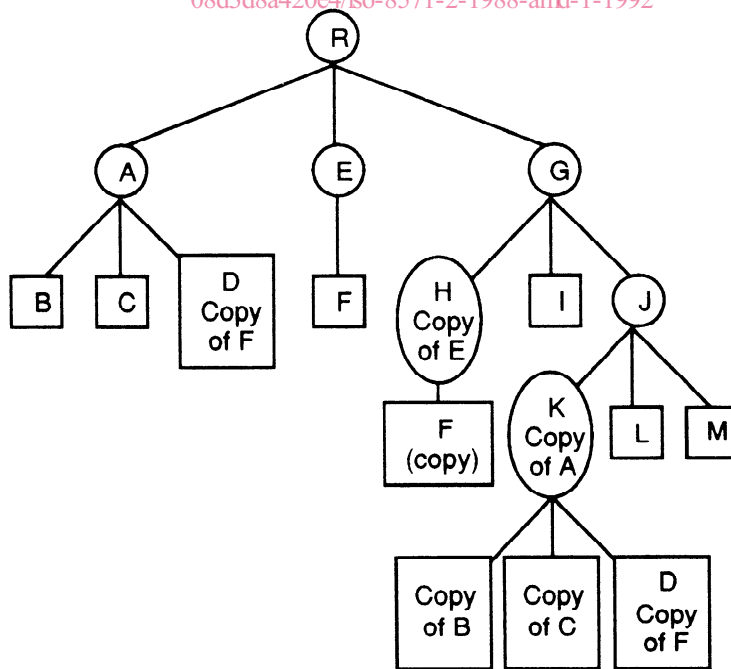 08d5d8a420e4/iso-8571-2-1988-amd-1-1992
R
A
E
G
B
C
D
Copy
of F
F
H
Copy
of E
I
J
F
(copy)
K
Copy
of A
L
M
Copy
of B
Copy
of C
D
Copy
of F